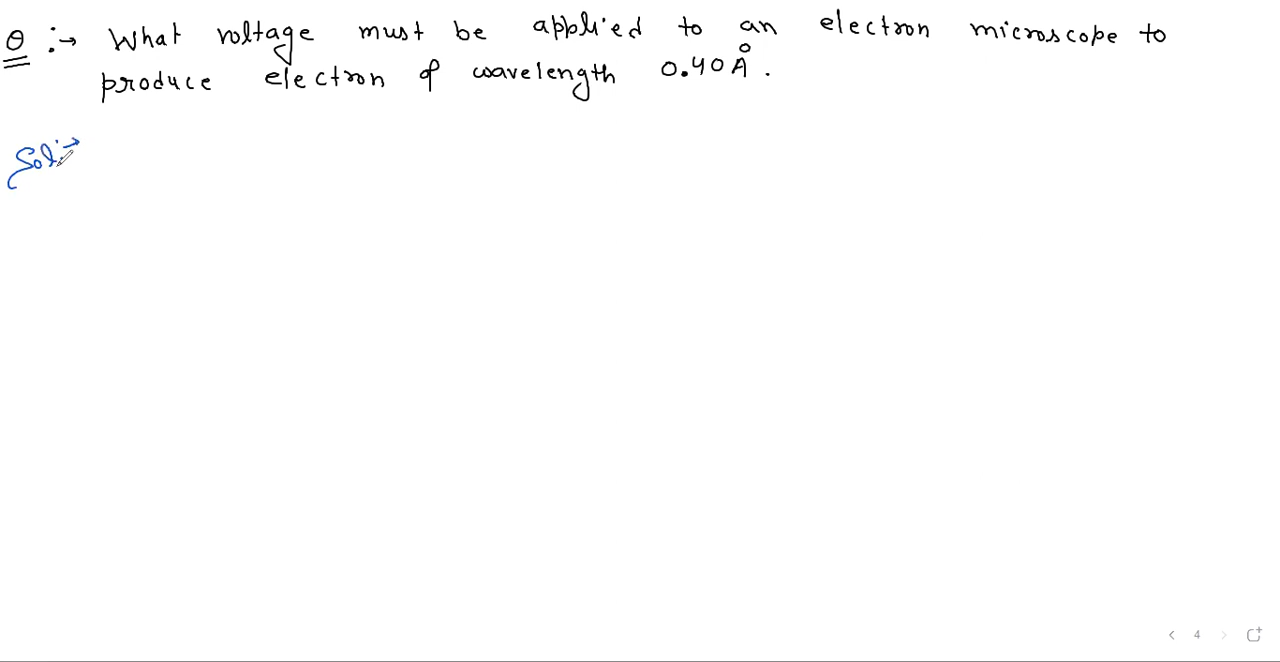 Q :→ What voltage must be applied to an electron microscope to
produce electron of wavelength 0.40 Å.
Sol:→
< 4 >